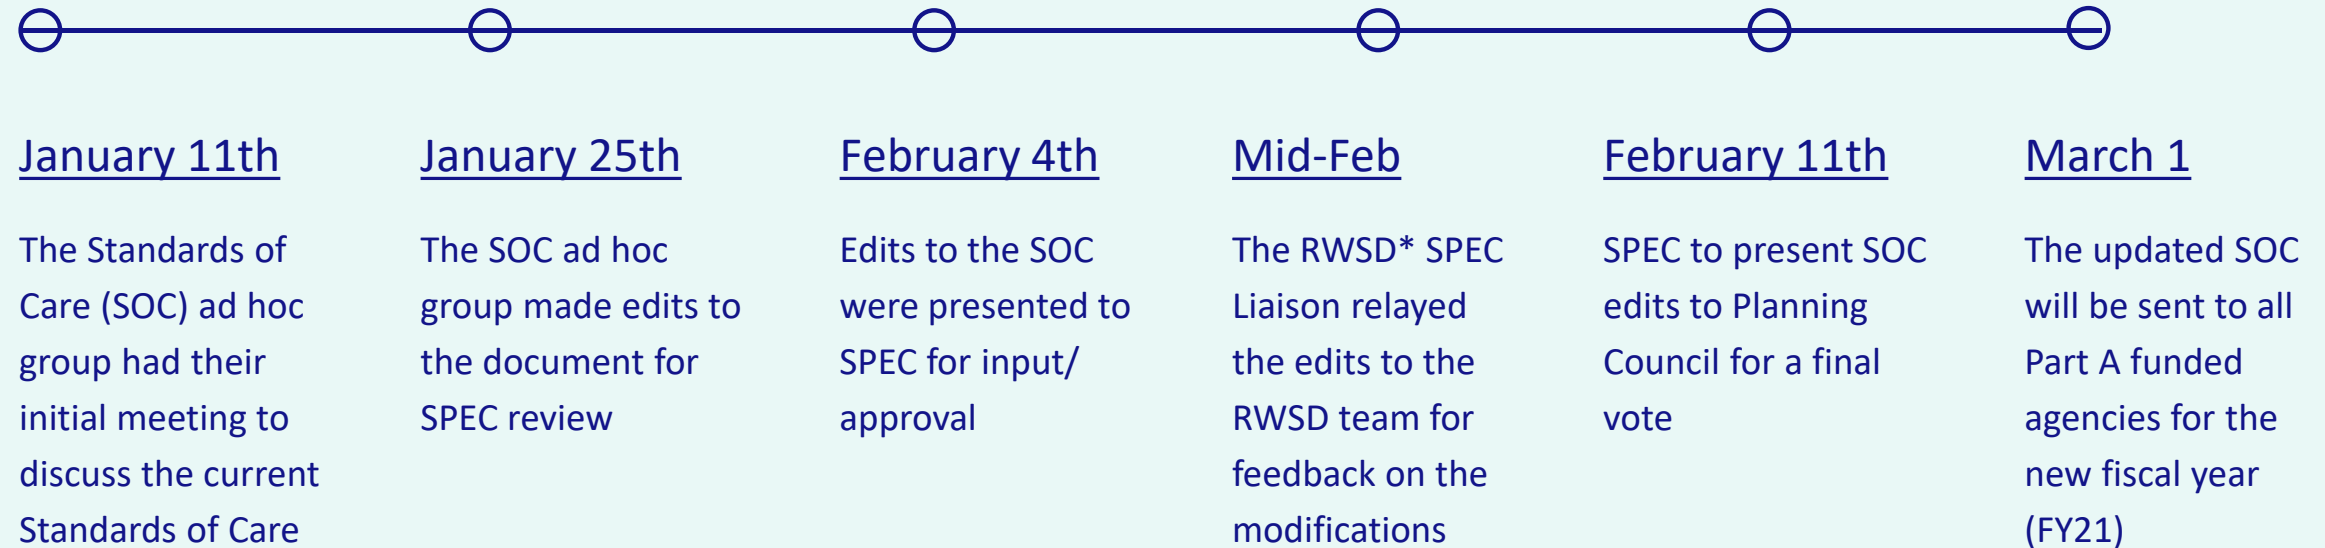 January 11th
The Standards of
Care (SOC) ad hoc
group had their
initial meeting to
discuss the current
Standards of Care
January 25th
The SOC ad hoc
group made edits to
the document for
SPEC review
February 4th
Edits to the SOC
were presented to
SPEC for input/
approval
Mid-Feb
The RWSD* SPEC
Liaison relayed
the edits to the
RWSD team for
feedback on the
modifications
February 11th
SPEC to present SOC
edits to Planning
Council for a final
vote
March 1
The updated SOC
will be sent to all
Part A funded
agencies for the
new fiscal year
(FY21)